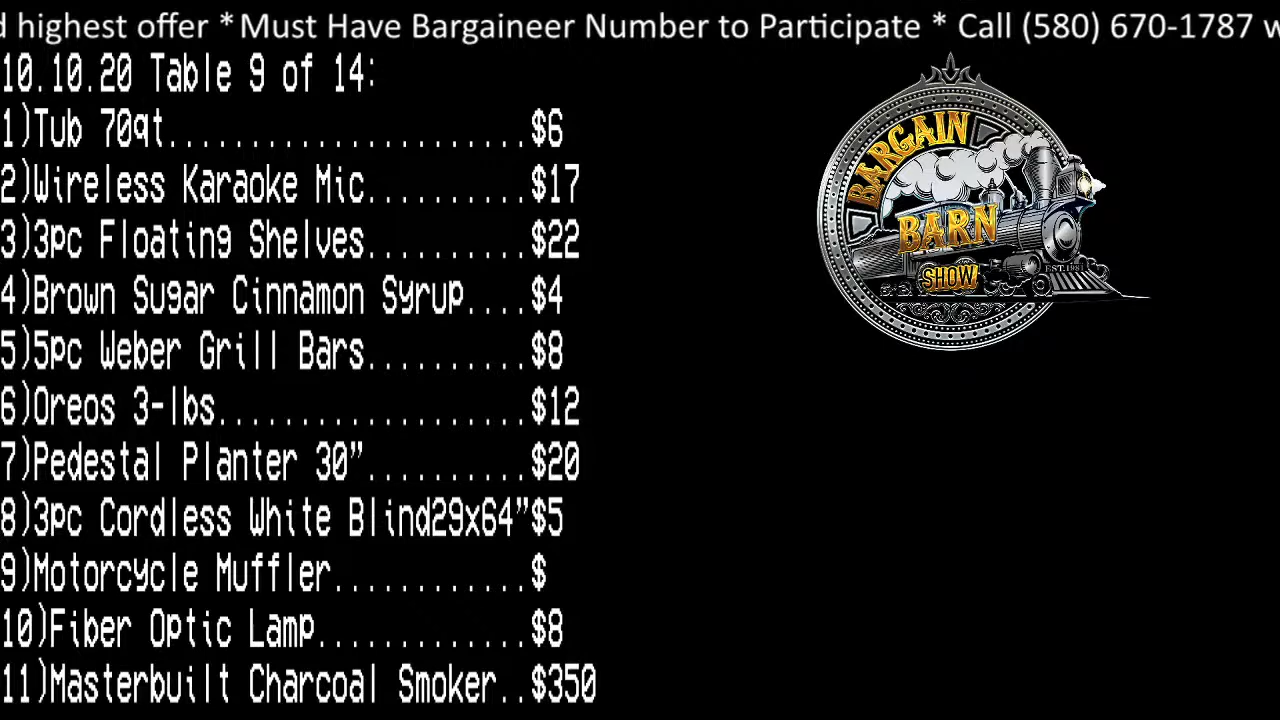 d highest offer *Must Have Bargaineer Number to Participate * Call (580) 670-1787 w
10.10.20 Table 9 of 14:
1)Tub 70qt......................$6
2)Wireless Karaoke Mic..........$17
3)3pc Floating Shelves..........$22
4)Brown Sugar Cinnamon Syrup....$4
5)5pc Weber Grill Bars..........$8
6)Oreos 3-lbs...................$12
7)Pedestal Planter 30”..........$20
8)3pc Cordless White Blind29x64”$5
9)Motorcycle Muffler............$
10)Fiber Optic Lamp.............$8
11)Masterbuilt Charcoal Smoker..$350
BARGAIN
BARN
SHOW